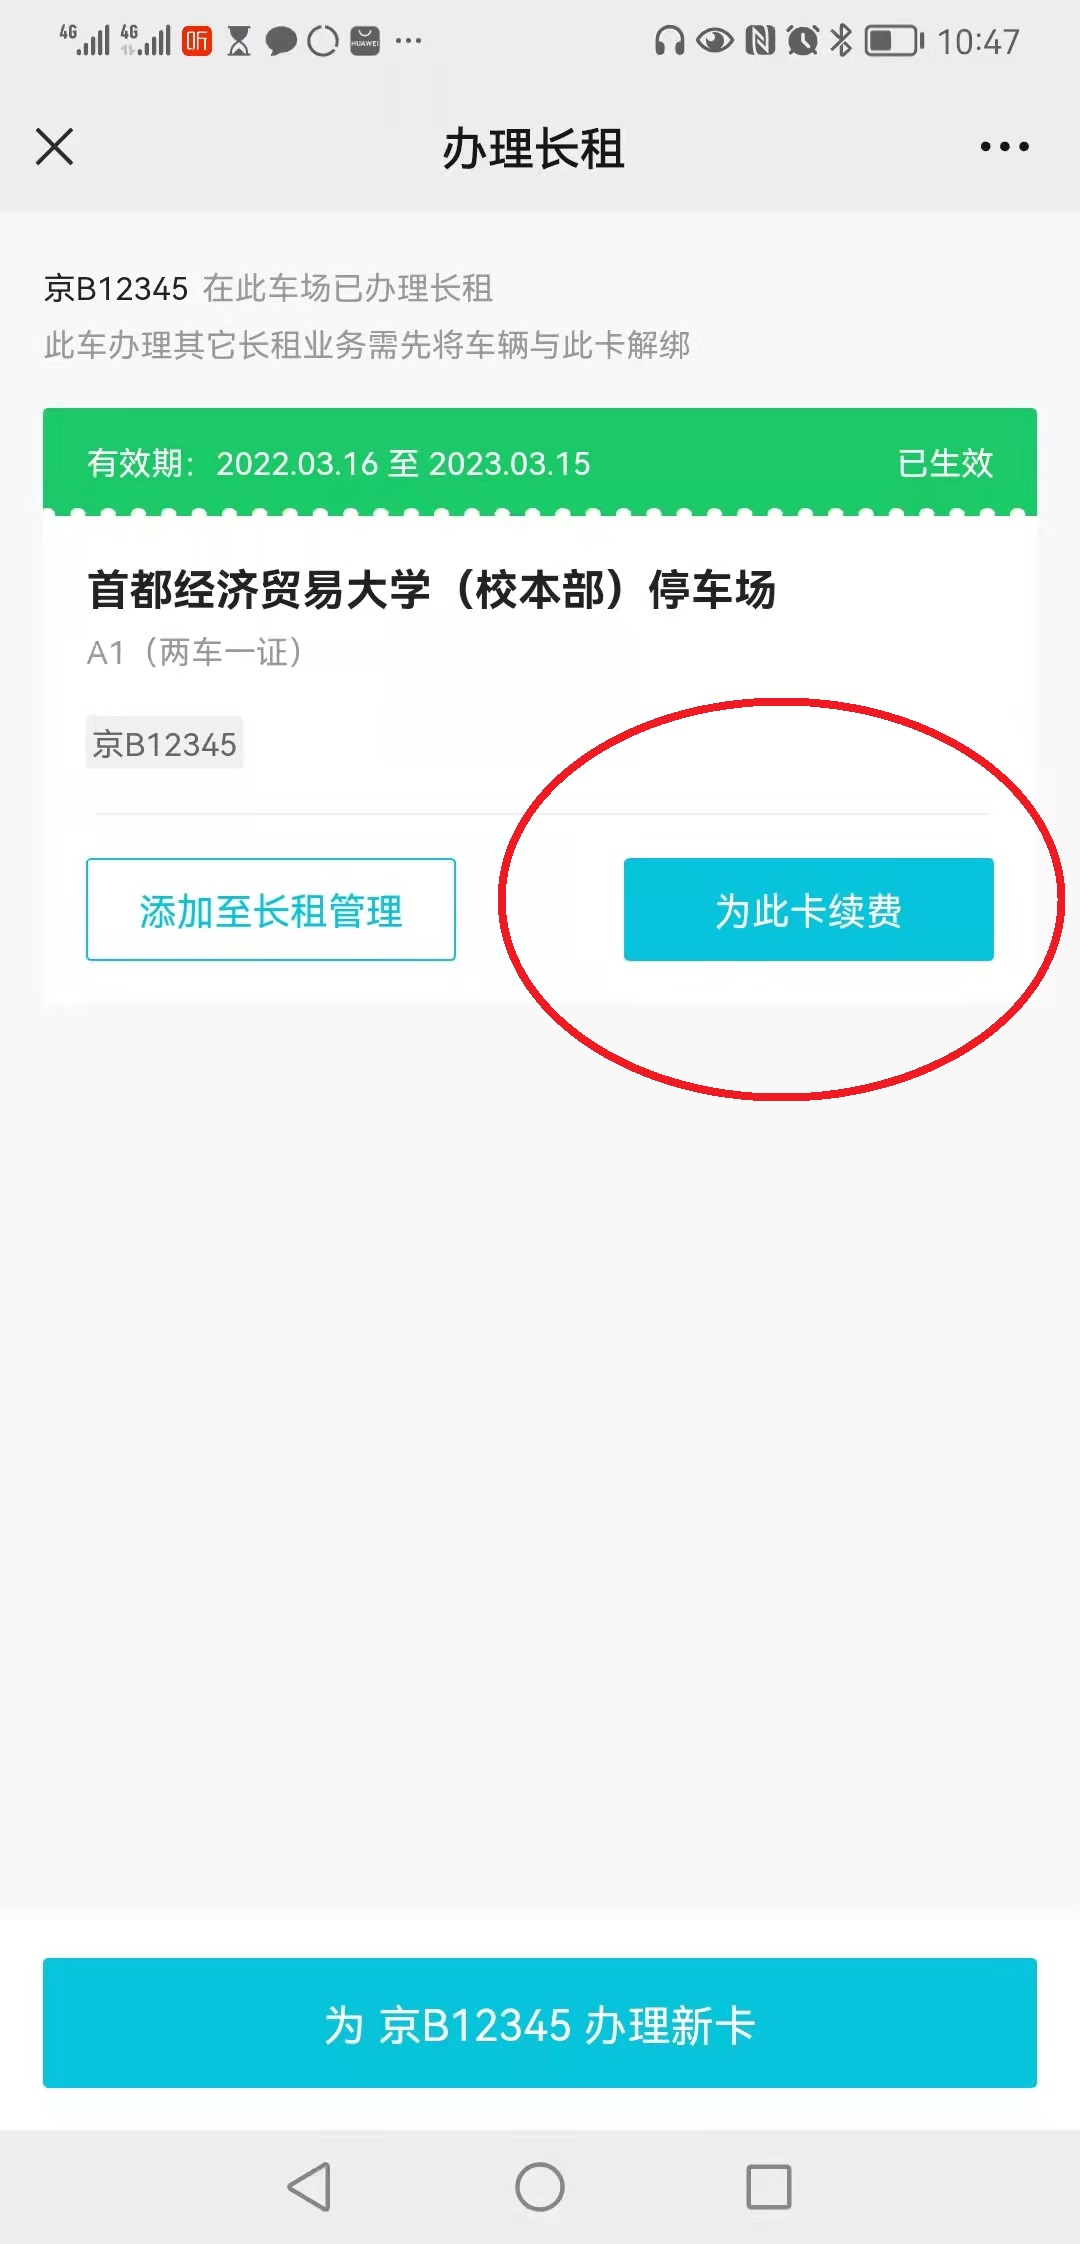 4G 4G 听 HUAWEI 10:47
办理长租
京B12345 在此车场已办理长租
此车办理其它长租业务需先将车辆与此卡解绑
有效期：2022.03.16 至 2023.03.15 已生效
首都经济贸易大学（校本部）停车场
A1（两车一证）
京B12345
添加至长租管理 为此卡续费
为 京B12345 办理新卡